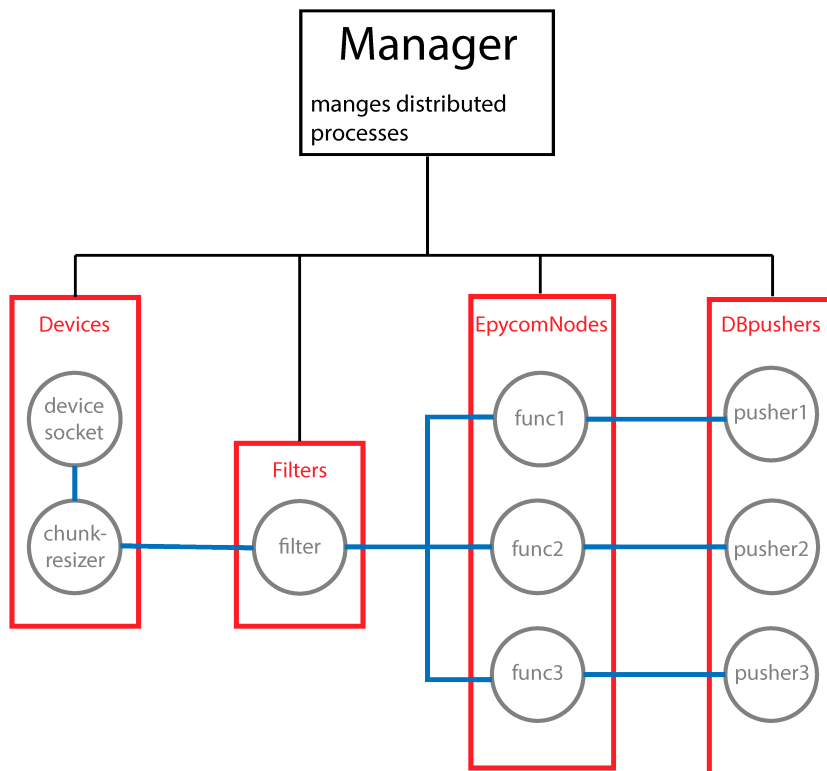 Manager
manges distributed
processes
Devices
EpycomNodes
DBpushers
device
socket
func1
pusher1
Filters
chunk-
resizer
filter
func2
pusher2
func3
pusher3